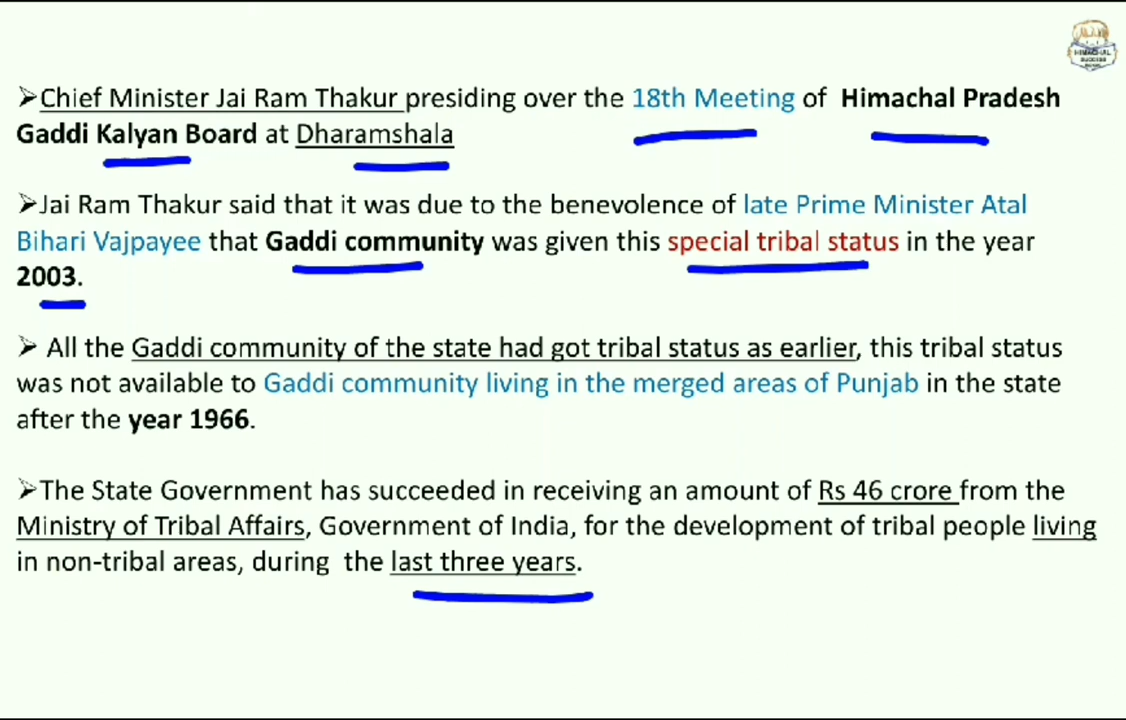 ➢Chief Minister Jai Ram Thakur presiding over the 18th Meeting of Himachal Pradesh
Gaddi Kalyan Board at Dharamshala
➢Jai Ram Thakur said that it was due to the benevolence of late Prime Minister Atal
Bihari Vajpayee that Gaddi community was given this special tribal status in the year
2003.
➢ All the Gaddi community of the state had got tribal status as earlier, this tribal status
was not available to Gaddi community living in the merged areas of Punjab in the state
after the year 1966.
➢The State Government has succeeded in receiving an amount of Rs 46 crore from the
Ministry of Tribal Affairs, Government of India, for the development of tribal people living
in non-tribal areas, during the last three years.
HIMACHAL
SUCCESS